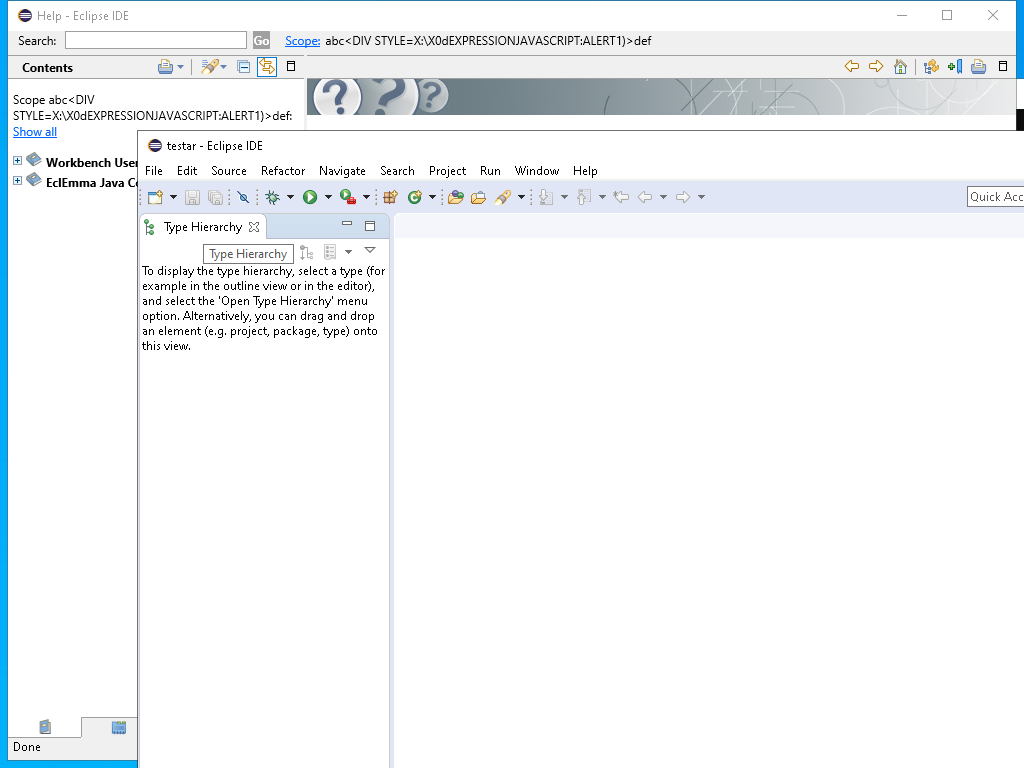 Help - Eclipse IDE
Search:
Go
Scope: abc<DIV STYLE=X:\X0dEXPRESSIONJAVASCRIPT:ALERT1)>def
Contents
Scope abc<DIV
STYLE=X:\X0dEXPRESSIONJAVASCRIPT:ALERT1)>def:
Show all
Workbench User
EclEmma Java Co
Done
testar - Eclipse IDE
File Edit Source Refactor Navigate Search Project Run Window Help
Quick Acc
Type Hierarchy
Type Hierarchy
To display the type hierarchy, select a type (for
example in the outline view or in the editor),
and select the 'Open Type Hierarchy' menu
option. Alternatively, you can drag and drop
an element (e.g. project, package, type) onto
this view.